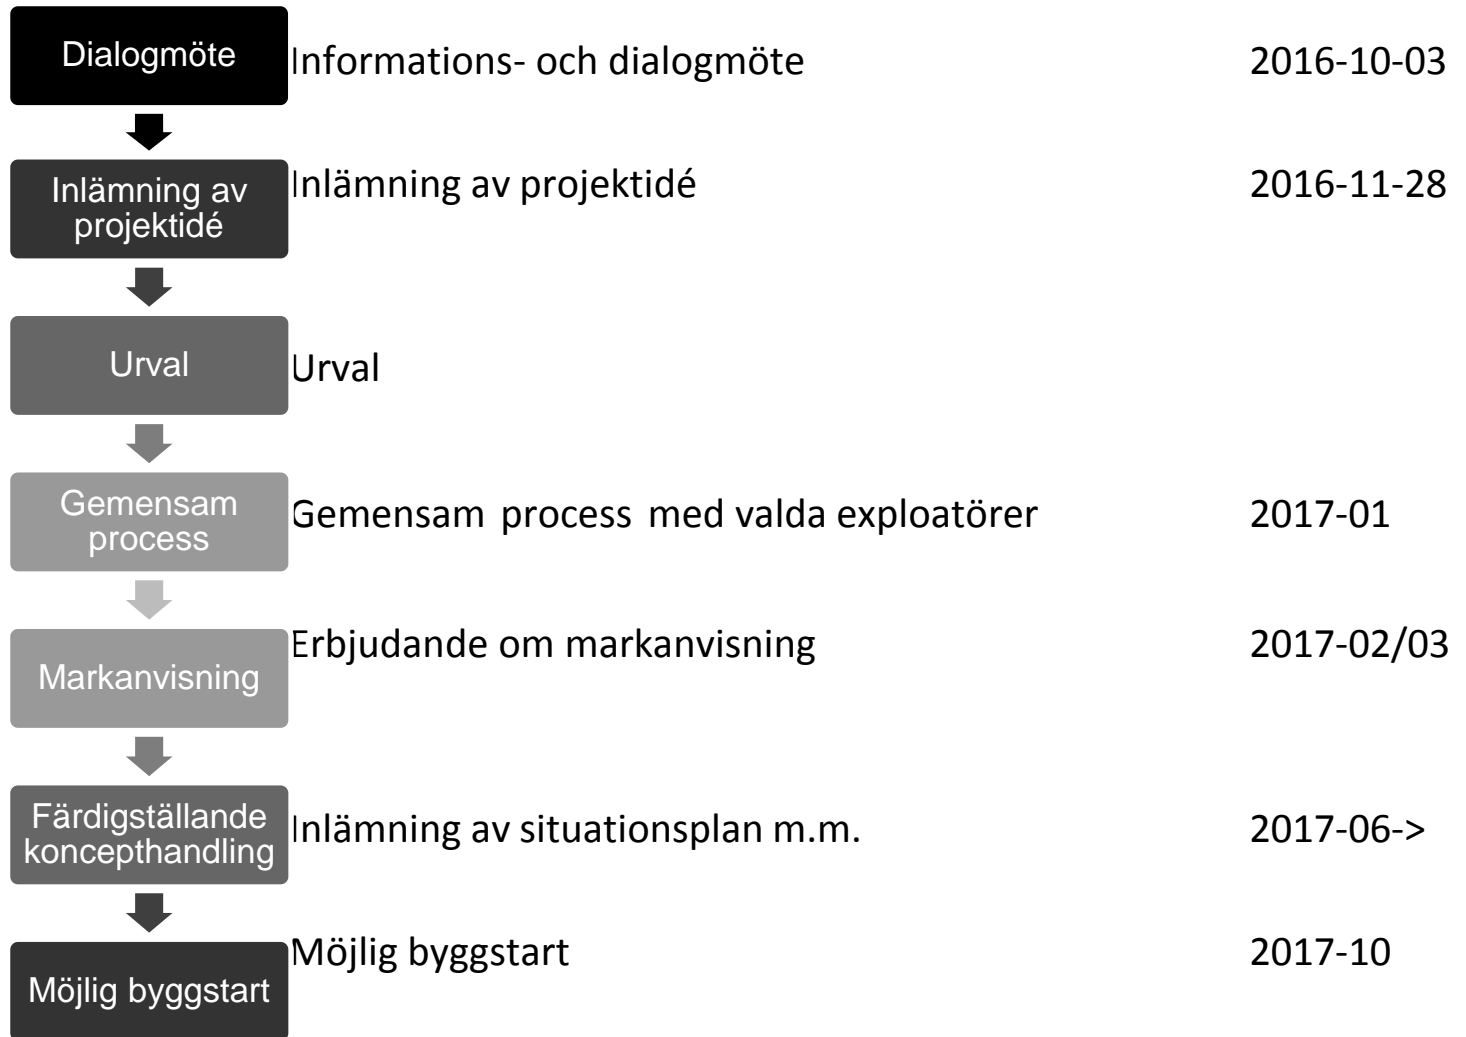 Dialogmöte
Informations- och dialogmöte 2016-10-03
Inlämning av
projektidé
Inlämning av projektidé 2016-11-28
Urval
Urval
Gemensam
process
Gemensam process med valda exploatörer 2017-01
Markanvisning
Erbjudande om markanvisning 2017-02/03
Färdigställande
koncepthandling
Inlämning av situationsplan m.m. 2017-06->
Möjlig byggstart
Möjlig byggstart 2017-10